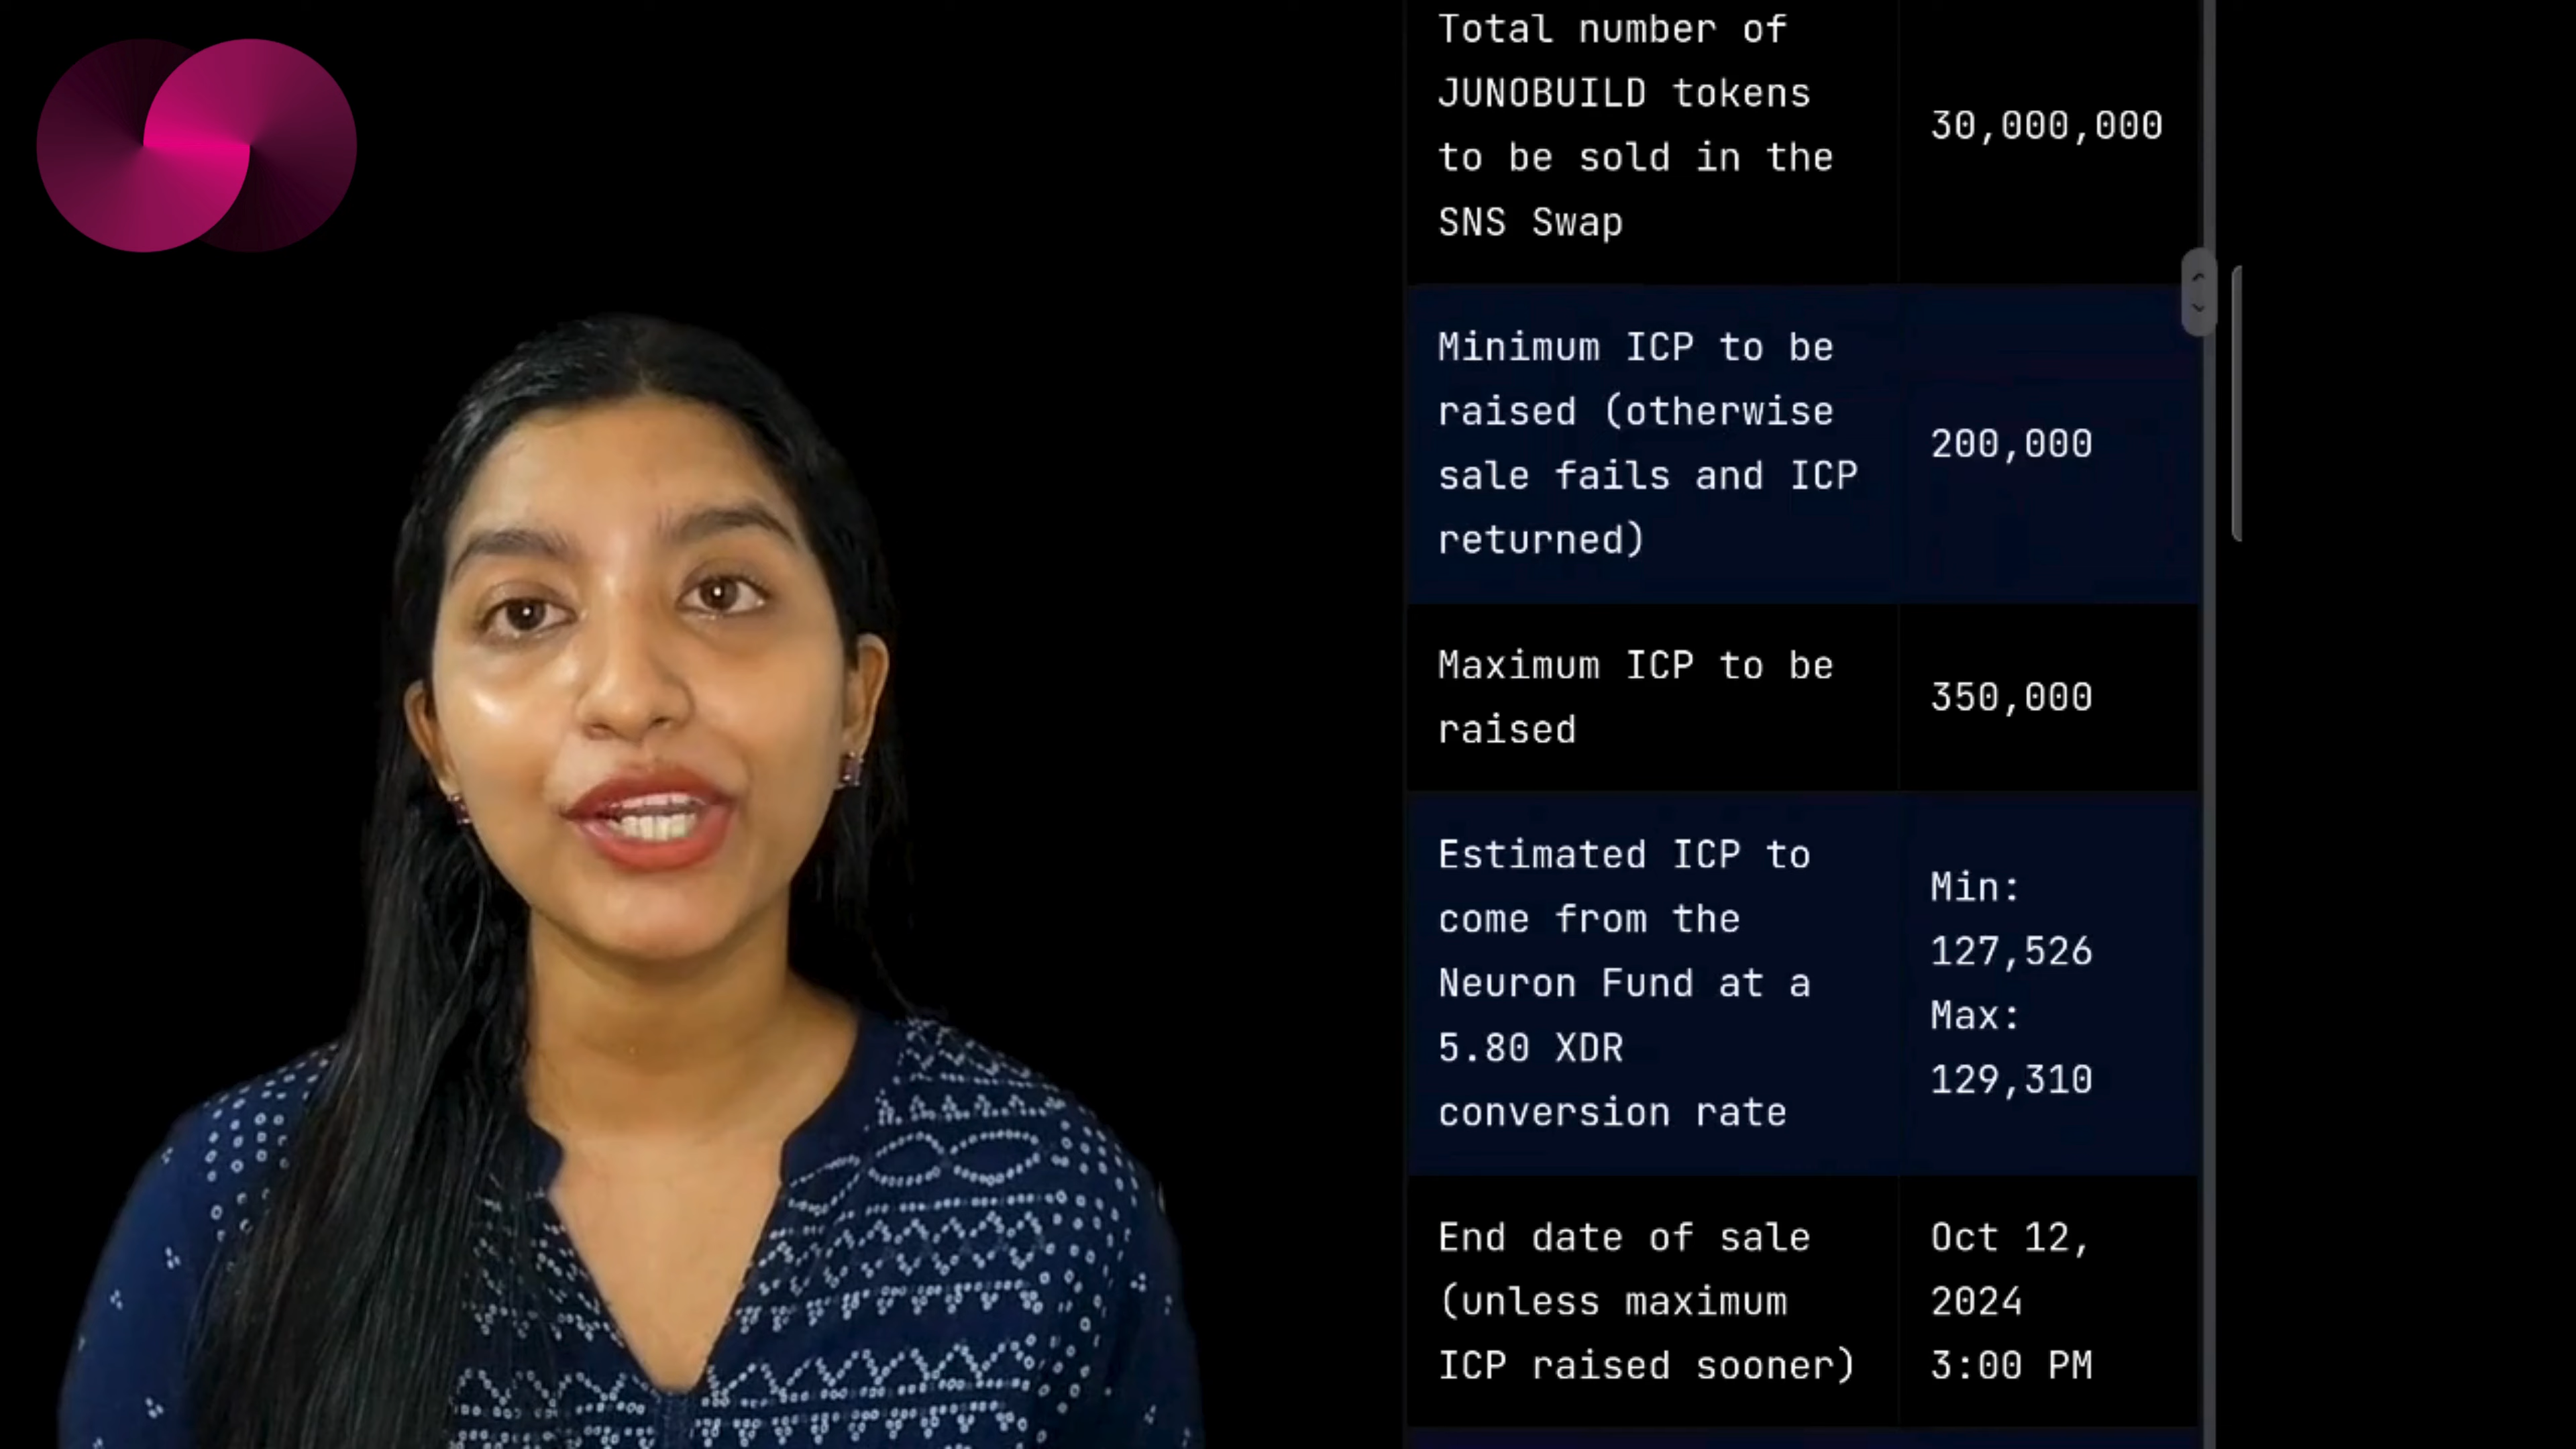 Total number of
JUNOBUILD tokens
to be sold in the
SNS Swap
30,000,000
Minimum ICP to be
raised (otherwise
sale fails and ICP
returned)
200,000
Maximum ICP to be
raised
350,000
Estimated ICP to
come from the
Neuron Fund at a
5.80 XDR
conversion rate
Min:
127,526
Max:
129,310
End date of sale
(unless maximum
ICP raised sooner)
Oct 12,
2024
3:00 PM